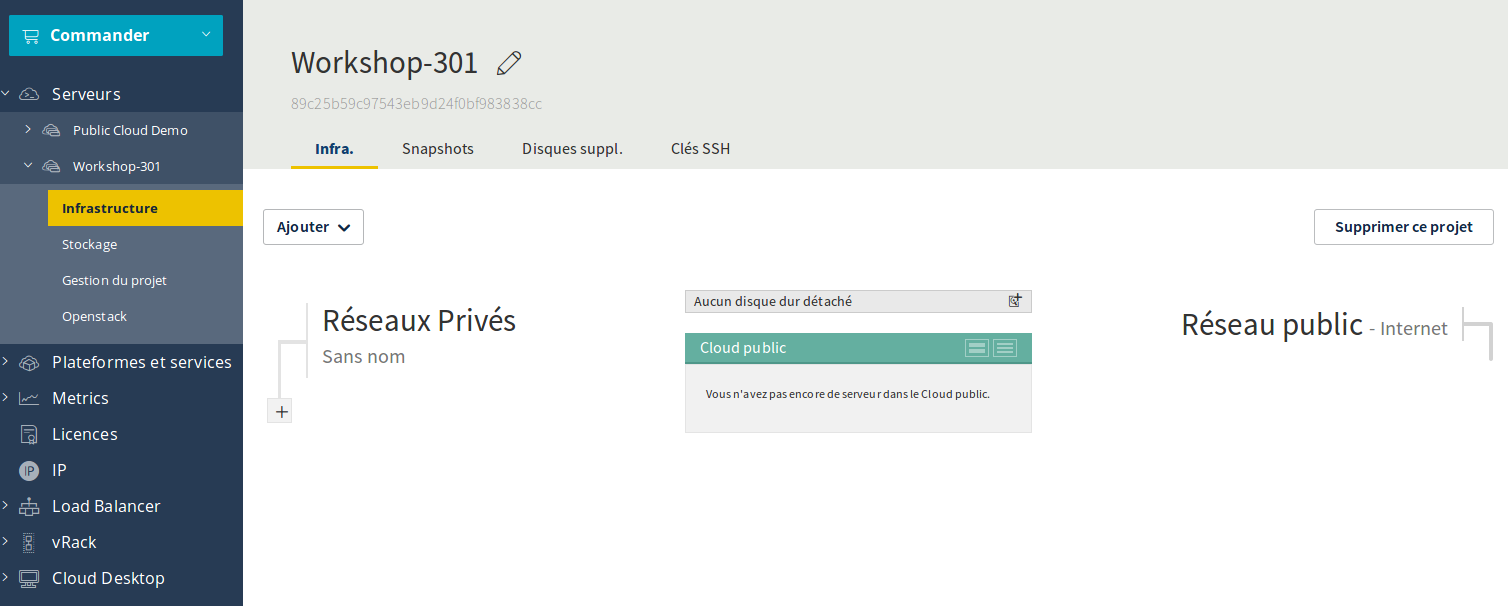 Commander
Serveurs
Public Cloud Demo
Workshop-301
Infrastructure
Stockage
Gestion du projet
Openstack
Plateformes et services
Metrics
Licences
IP IP
Load Balancer
vRack
Cloud Desktop
Workshop-301
89c25b59c97543eb9d24f0bf983838cc
Infra. Snapshots Disques suppl. Clés SSH
Ajouter Supprimer ce projet
Réseaux Privés
Sans nom
Aucun disque dur détaché
Cloud public
Vous n'avez pas encore de serveur dans le Cloud public.
Réseau public - Internet